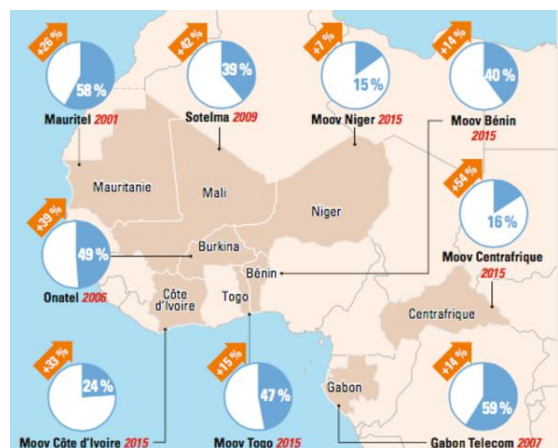 +26 %
58 %
Mauritel 2001
+42 %
39 %
Sotelma 2009
+7 %
15 %
Moov Niger 2015
+14 %
40 %
Moov Bénin
2015
Mauritanie
Mali
Niger
+54 %
16 %
Moov Centrafrique
2015
+39 %
49 %
Onatel 2006
Burkina
Bénin
Côte
d'Ivoire
Togo
Centrafrique
Gabon
+33 %
24 %
Moov Côte d'Ivoire 2015
+15 %
47 %
Moov Togo 2015
+14 %
59 %
Gabon Telecom 2007